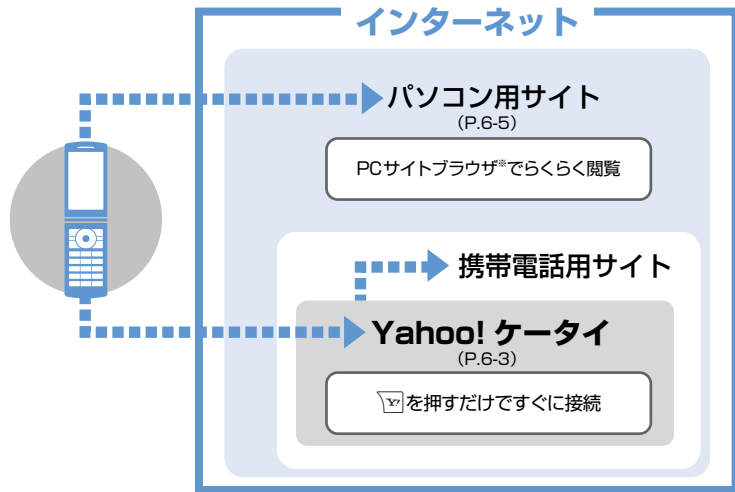 インターネット
パソコン用サイト
(P.6-5)
PCサイトブラウザ※でらくらく閲覧
携帯電話用サイト
Yahoo! ケータイ
(P.6-3)
Y!を押すだけですぐに接続